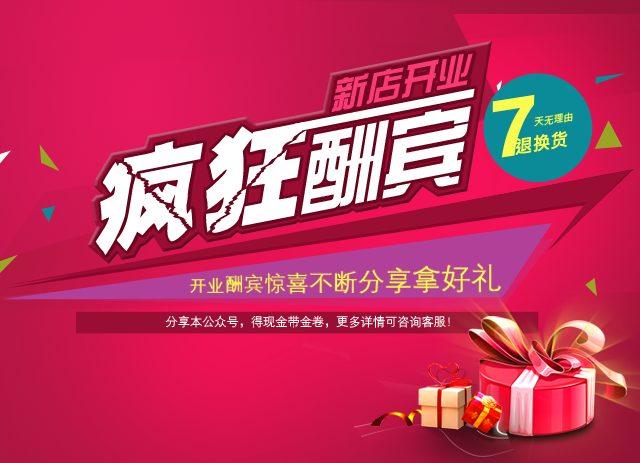 新店开业
疯狂酬宾
7天无理由
退换货
开业酬宾惊喜不断分享拿好礼
分享本公众号，得现金带金卷，更多详情可咨询客服！